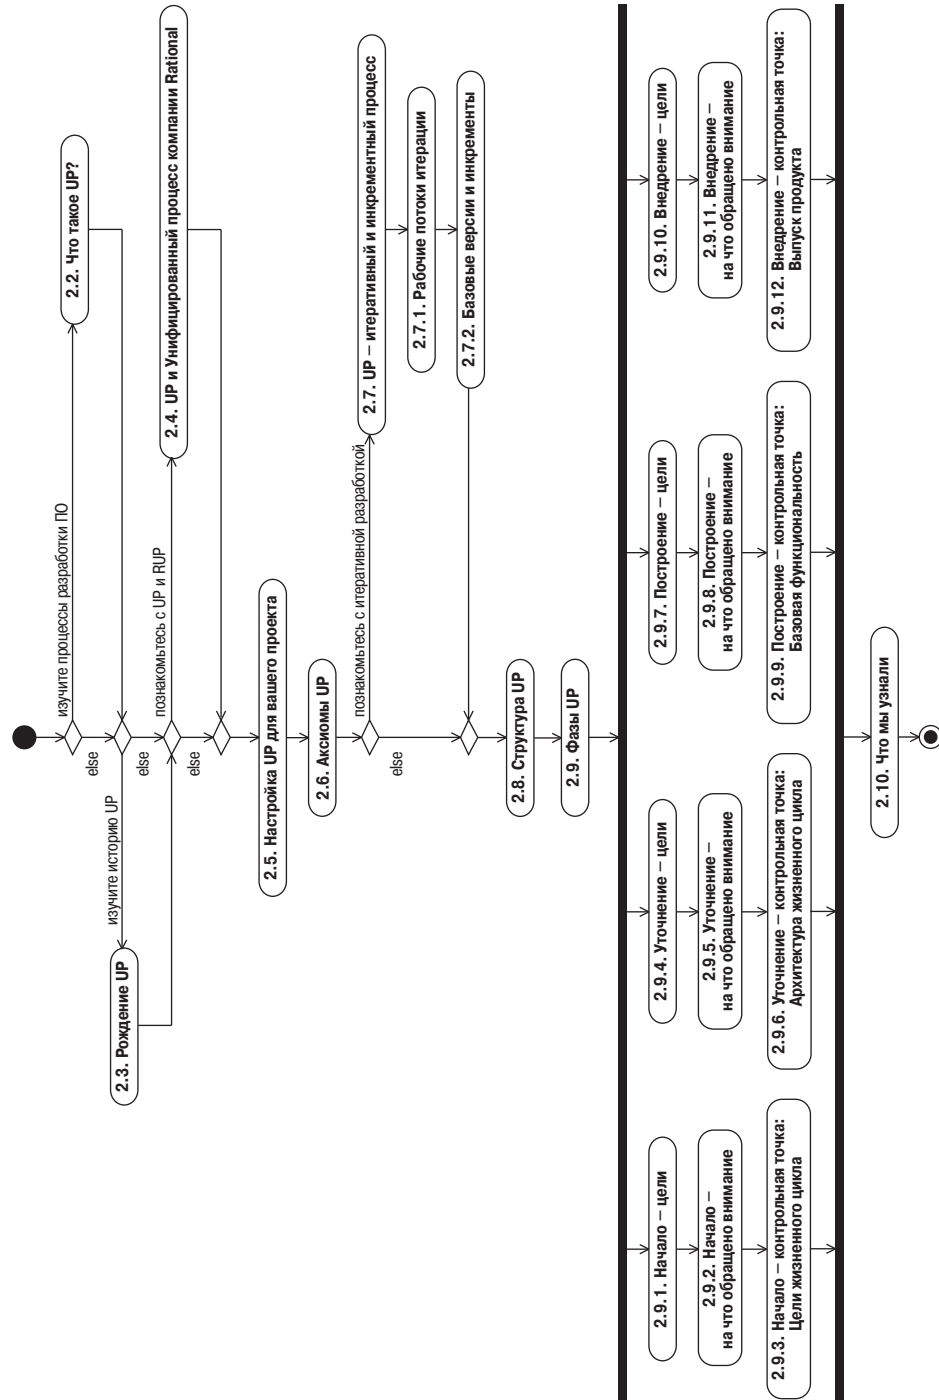 изучите процессы разработки ПО
2.2. Что такое UP?
else
изучите историю UP
2.3. Рождение UP
else
познакомьтесь с UP и RUP
2.4. UP и Унифицированный процесс компании Rational
else
2.5. Настройка UP для вашего проекта
2.6. Аксиомы UP
познакомьтесь с итеративной разработкой
2.7. UP – итеративный и инкрементный процесс
2.7.1. Рабочие потоки итерации
2.7.2. Базовые версии и инкременты
else
2.8. Структура UP
2.9. Фазы UP
2.9.1. Начало – цели
2.9.2. Начало –
на что обращено внимание
2.9.3. Начало – контрольная точка:
Цели жизненного цикла
2.9.4. Уточнение – цели
2.9.5. Уточнение –
на что обращено внимание
2.9.6. Уточнение – контрольная точка:
Архитектура жизненного цикла
2.9.7. Построение – цели
2.9.8. Построение –
на что обращено внимание
2.9.9. Построение – контрольная точка:
Базовая функциональность
2.9.10. Внедрение – цели
2.9.11. Внедрение –
на что обращено внимание
2.9.12. Внедрение – контрольная точка:
Выпуск продукта
2.10. Что мы узнали